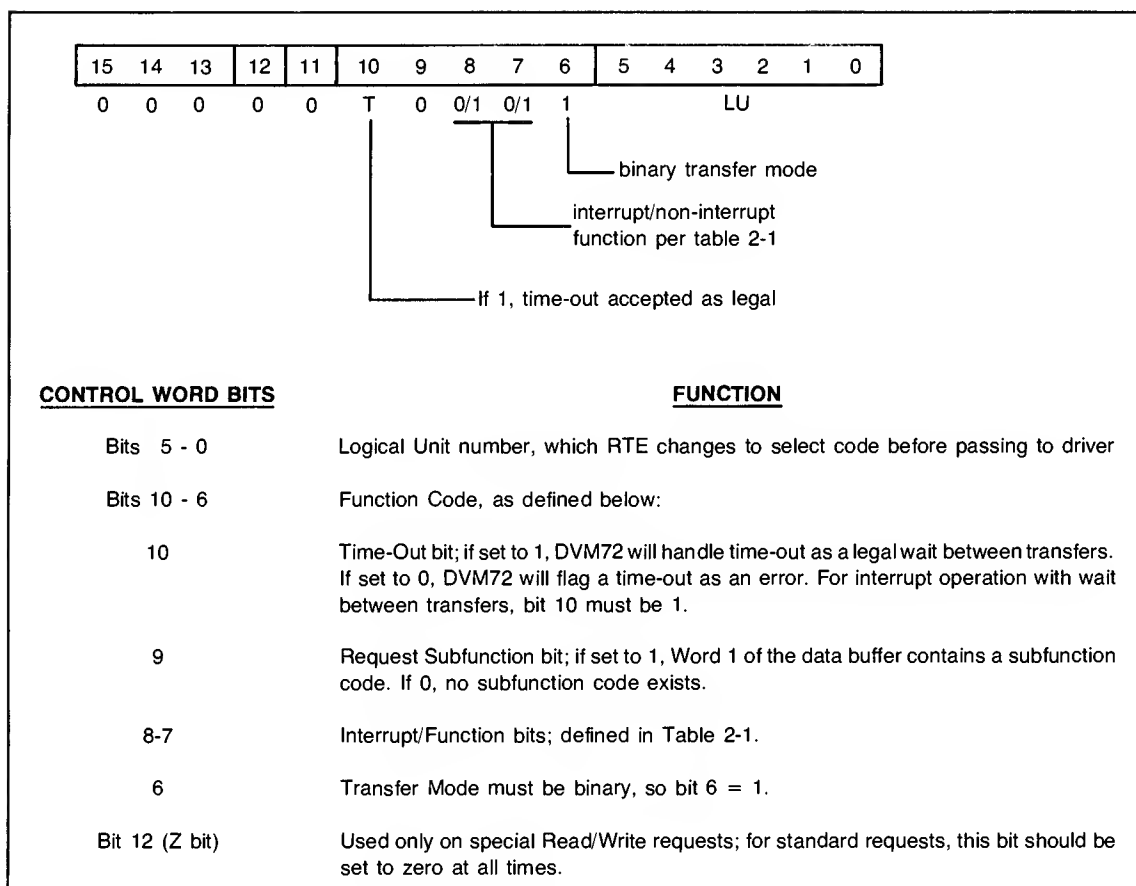 15 14 13 12 11 10 9 8 7 6 5 4 3 2 1 0
0 0 0 0 0 T 0 0/1 0/1 1 LU
binary transfer mode
interrupt/non-interrupt
function per table 2-1
If 1, time-out accepted as legal
CONTROL WORD BITS FUNCTION
Bits 5 - 0 Logical Unit number, which RTE changes to select code before passing to driver
Bits 10 - 6 Function Code, as defined below:
10 Time-Out bit; if set to 1, DVM72 will handle time-out as a legal wait between transfers.
If set to 0, DVM72 will flag a time-out as an error. For interrupt operation with wait
between transfers, bit 10 must be 1.
9 Request Subfunction bit; if set to 1, Word 1 of the data buffer contains a subfunction
code. If 0, no subfunction code exists.
8-7 Interrupt/Function bits; defined in Table 2-1.
6 Transfer Mode must be binary, so bit 6 = 1.
Bit 12 (Z bit) Used only on special Read/Write requests; for standard requests, this bit should be
set to zero at all times.